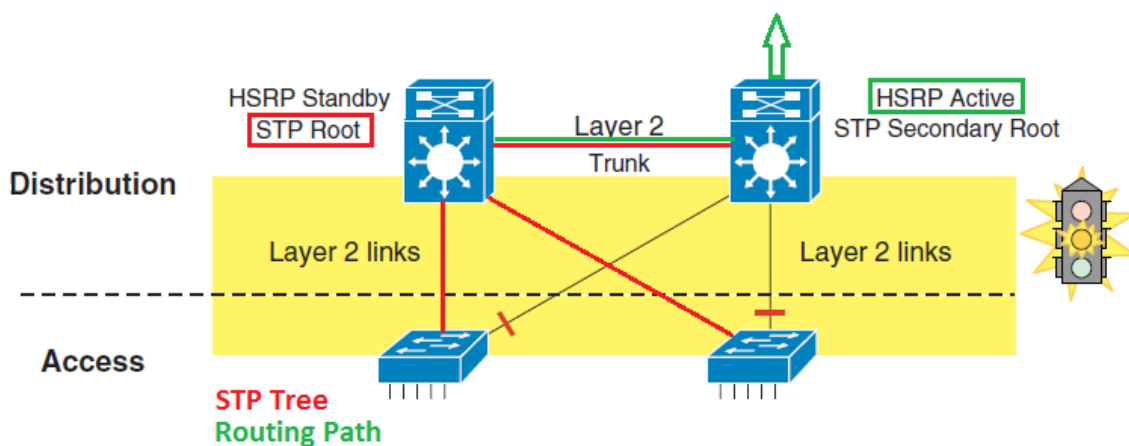 HSRP Standby
STP Root
Layer 2
Trunk
HSRP Active
STP Secondary Root
Distribution
Layer 2 links
Layer 2 links
Access
STP Tree
Routing Path